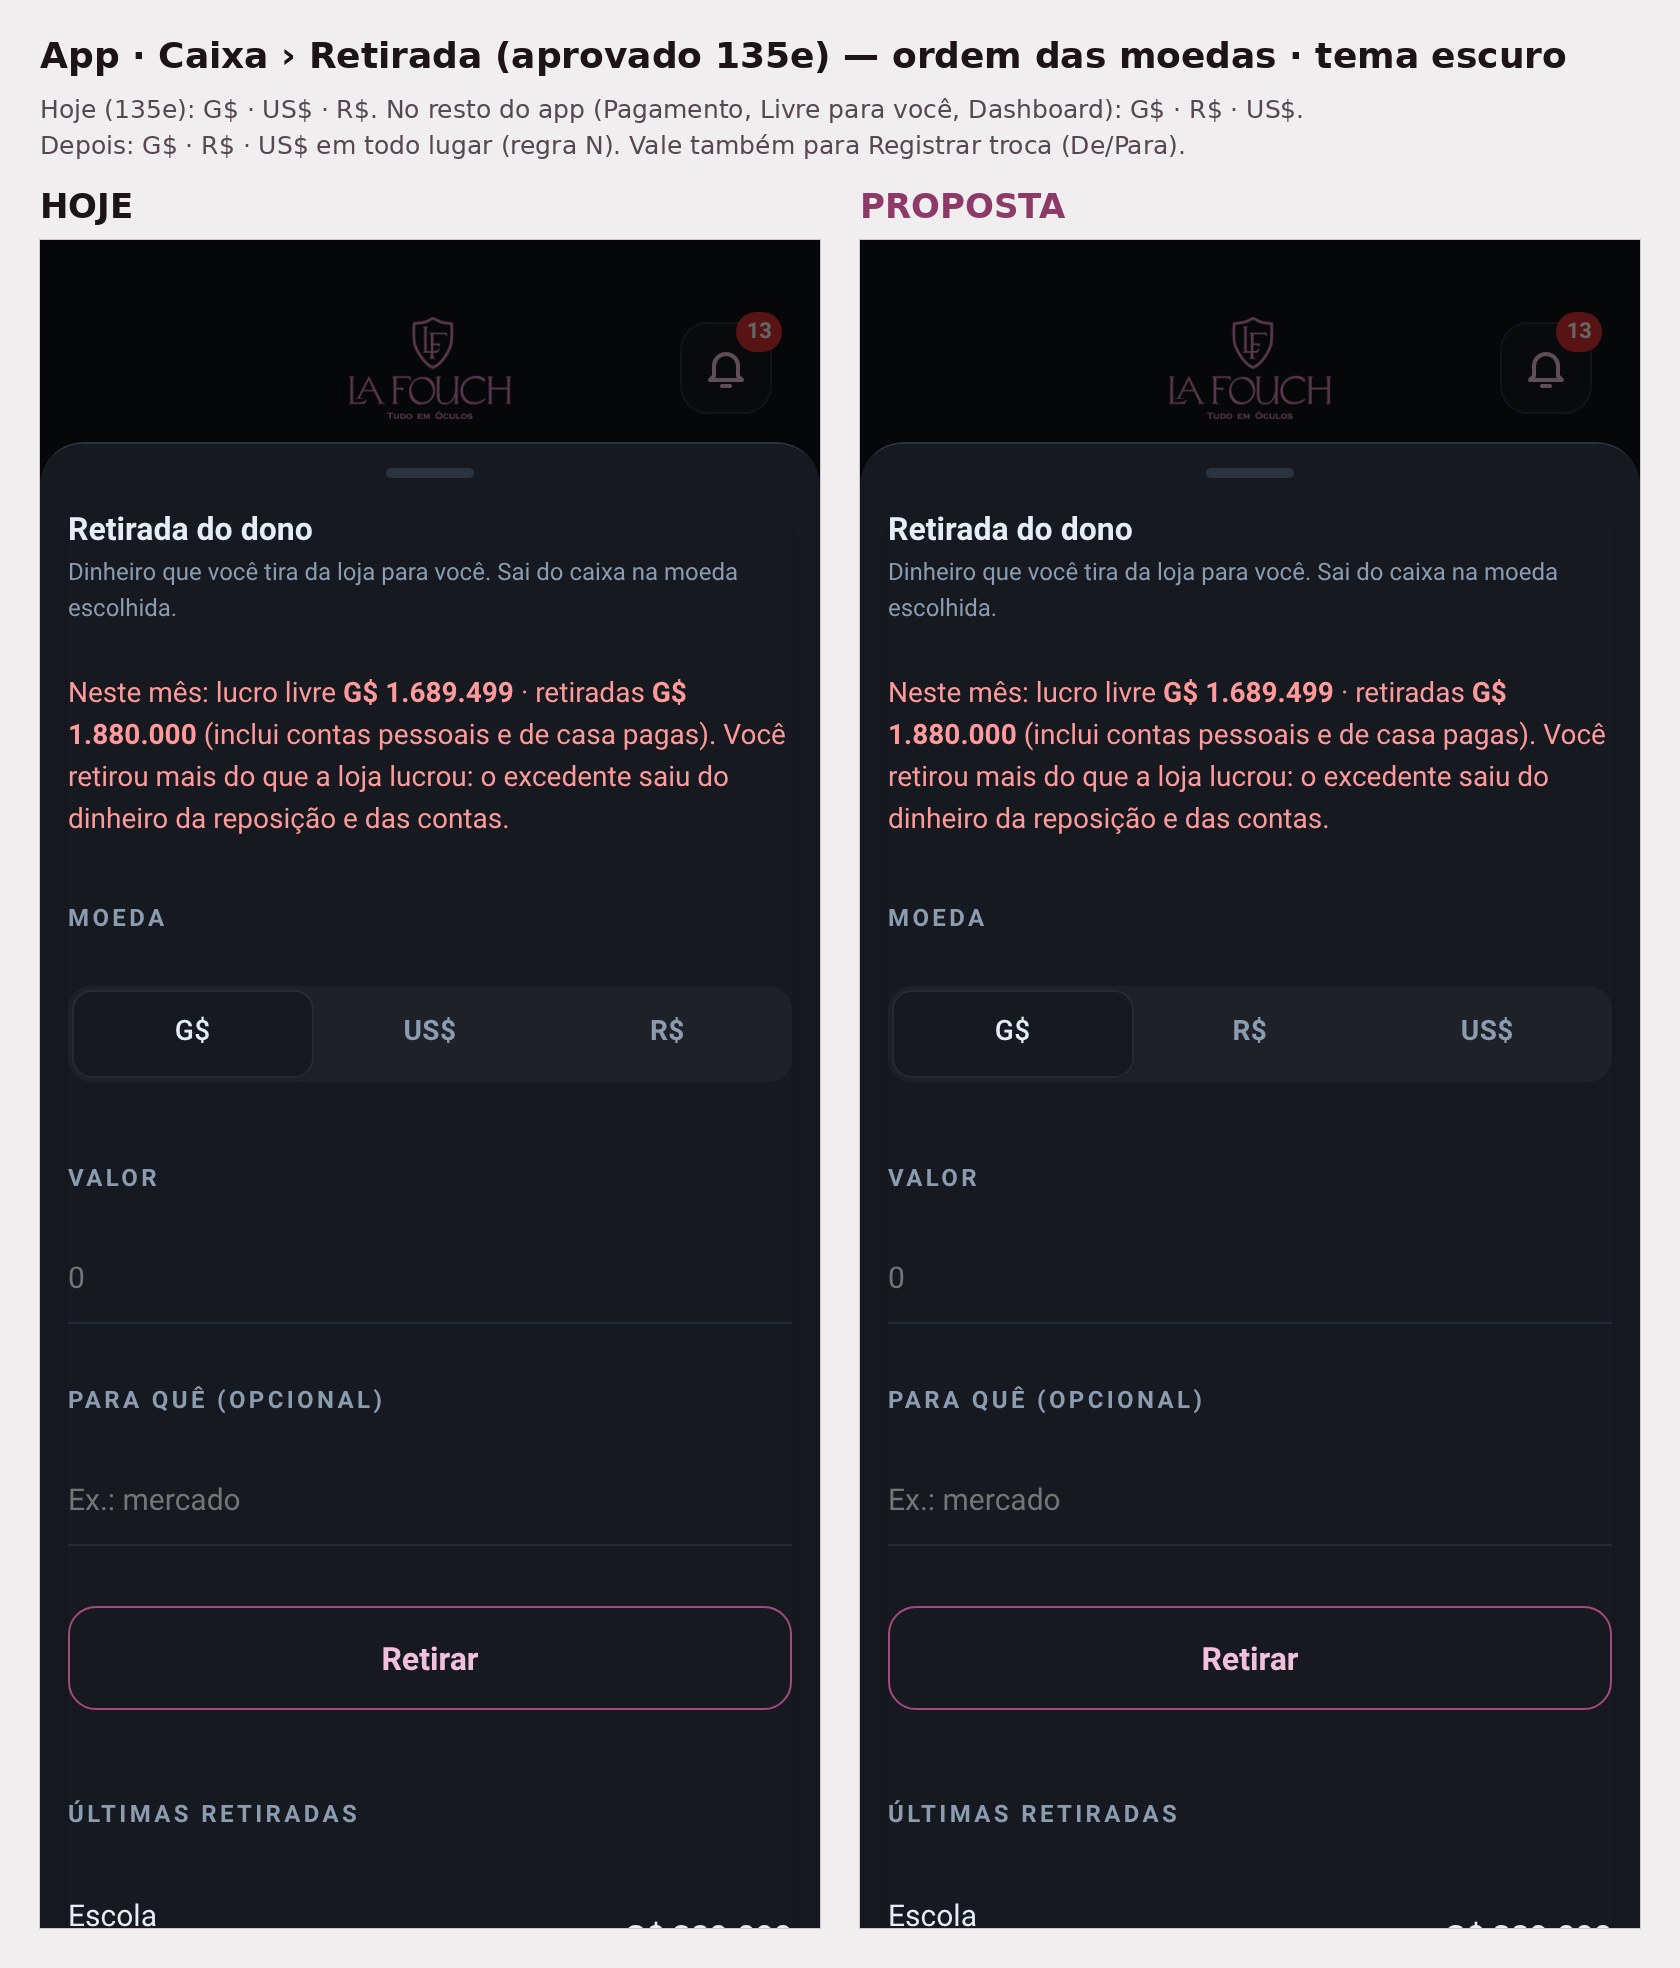 App · Caixa › Retirada (aprovado 135e) — ordem das moedas · tema escuro
Hoje (135e): G$ · US$ · R$. No resto do app (Pagamento, Livre para você, Dashboard): G$ · R$ · US$.
Depois: G$ · R$ · US$ em todo lugar (regra N). Vale também para Registrar troca (De/Para).
HOJE
13
LF
LA FOUCH
TUDO EM ÓCULOS
Retirada do dono
Dinheiro que você tira da loja para você. Sai do caixa na moeda
escolhida.
Neste mês: lucro livre G$ 1.689.499 · retiradas G$
1.880.000 (inclui contas pessoais e de casa pagas). Você
retirou mais do que a loja lucrou: o excedente saiu do
dinheiro da reposição e das contas.
MOEDA
G$ US$ R$
VALOR
0
PARA QUÊ (OPCIONAL)
Ex.: mercado
Retirar
ÚLTIMAS RETIRADAS
Escola
PROPOSTA
13
LF
LA FOUCH
TUDO EM ÓCULOS
Retirada do dono
Dinheiro que você tira da loja para você. Sai do caixa na moeda
escolhida.
Neste mês: lucro livre G$ 1.689.499 · retiradas G$
1.880.000 (inclui contas pessoais e de casa pagas). Você
retirou mais do que a loja lucrou: o excedente saiu do
dinheiro da reposição e das contas.
MOEDA
G$ R$ US$
VALOR
0
PARA QUÊ (OPCIONAL)
Ex.: mercado
Retirar
ÚLTIMAS RETIRADAS
Escola